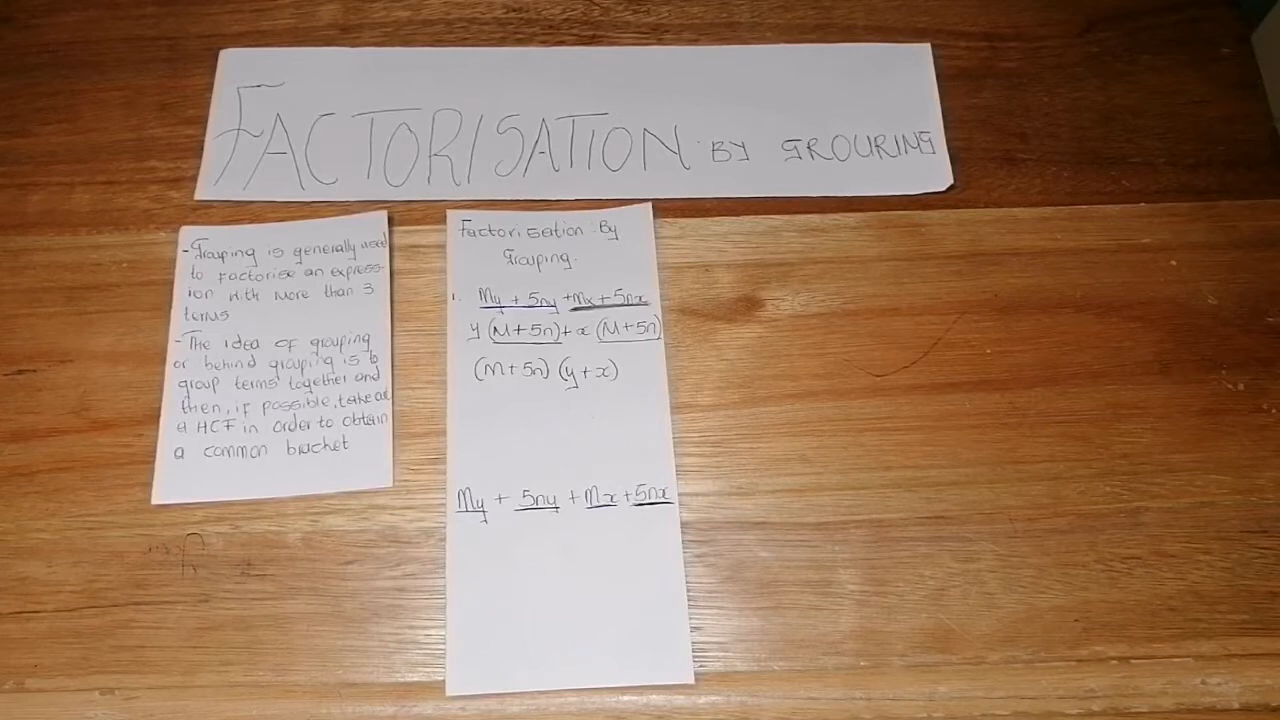 FACTORISATION: BY GROURING
- Grouping is generally used
to factorise an express-
ion with more than 3
terms
- The idea of grouping
or behind grouping is to
group terms together and
then, if possible, take out
a HCF in order to obtain
a common bracket
Factorisation: By
Grouping.
1. My + 5ny + Mx + 5nx
y (M+5n) + x (M+5n)
(M+5n) (y+x)
My + 5ny + Mx + 5nx